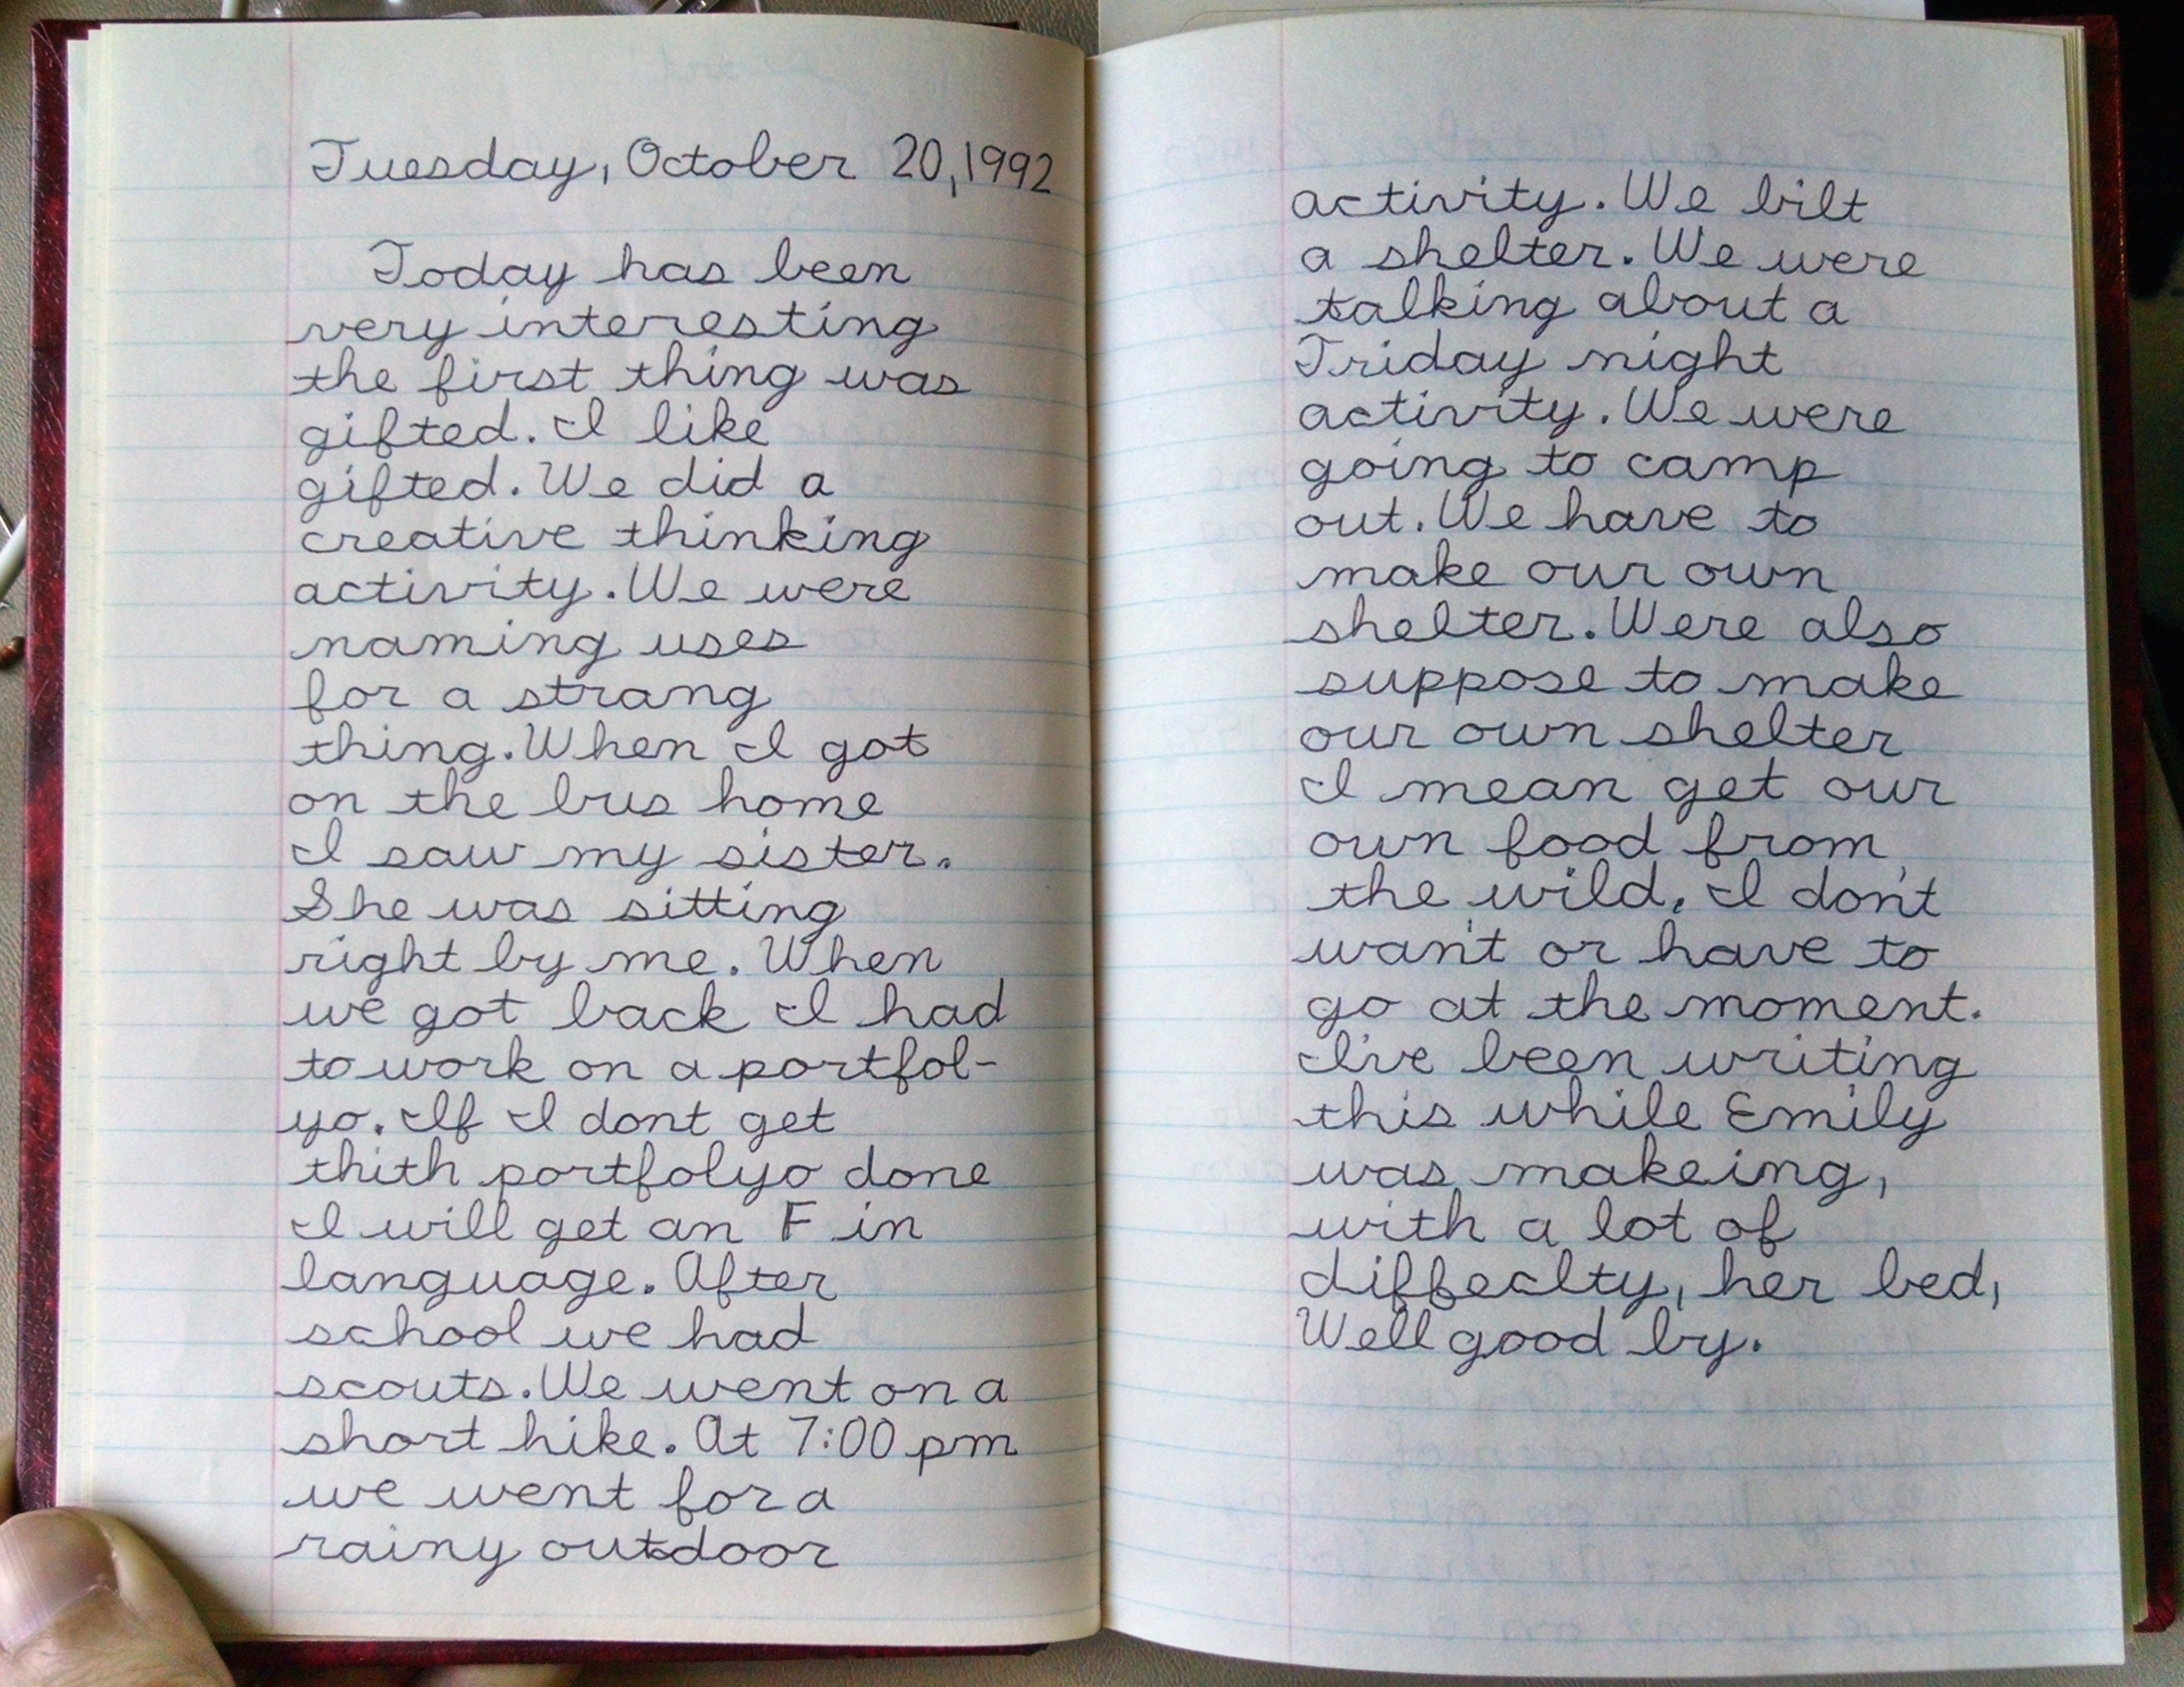 Tuesday, October 20, 1992
Today has been
very interesting
the first thing was
gifted. I like
gifted. We did a
creative thinking
activity. We were
naming uses
for a strang
thing. When I got
on the bus home
I saw my sister.
She was sitting
right by me. When
we got back I had
to work on a portfol-
yo. If I dont get
thith portfolyo done
I will get an F in
language. After
school we had
scouts. We went on a
short hike. At 7:00 pm
we went for a
rainy outdoor
activity. We bilt
a shelter. We were
talking about a
Friday night
activity. We were
going to camp
out. We have to
make our own
shelter. Were also
suppose to make
our own shelter
I mean get our
own food from
the wild. I don't
wan't or have to
go at the moment.
I've been writing
this while Emily
was makeing,
with a lot of
diffeclty, her bed,
Well good by.